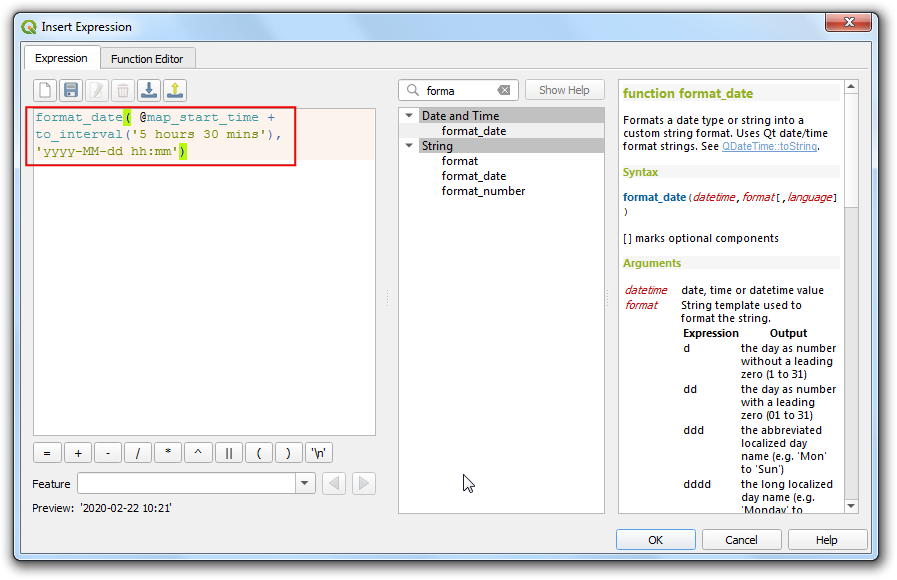 Insert Expression
Expression
Function Editor
format_date( @map_start_time +
to_interval('5 hours 30 mins'),
'yyyy-MM-dd hh:mm')
=
+
-
/
*
^
||
(
)
'\n'
Feature
Preview: '2020-02-22 10:21'
forma
Show Help
Date and Time
format_date
String
format
format_date
format_number
function format_date
Formats a date type or string into a
custom string format. Uses Qt date/time
format strings. See QDateTime::toString.
Syntax
format_date(datetime,format[,language]
)
[ ] marks optional components
Arguments
datetime date, time or datetime value
format String template used to
format the string.
Expression Output
d the day as number
without a leading
zero (1 to 31)
dd the day as number
with a leading
zero (01 to 31)
ddd the abbreviated
localized day
name (e.g. 'Mon'
to 'Sun')
dddd the long localized
day name (e.g.
'Monday' to
OK
Cancel
Help